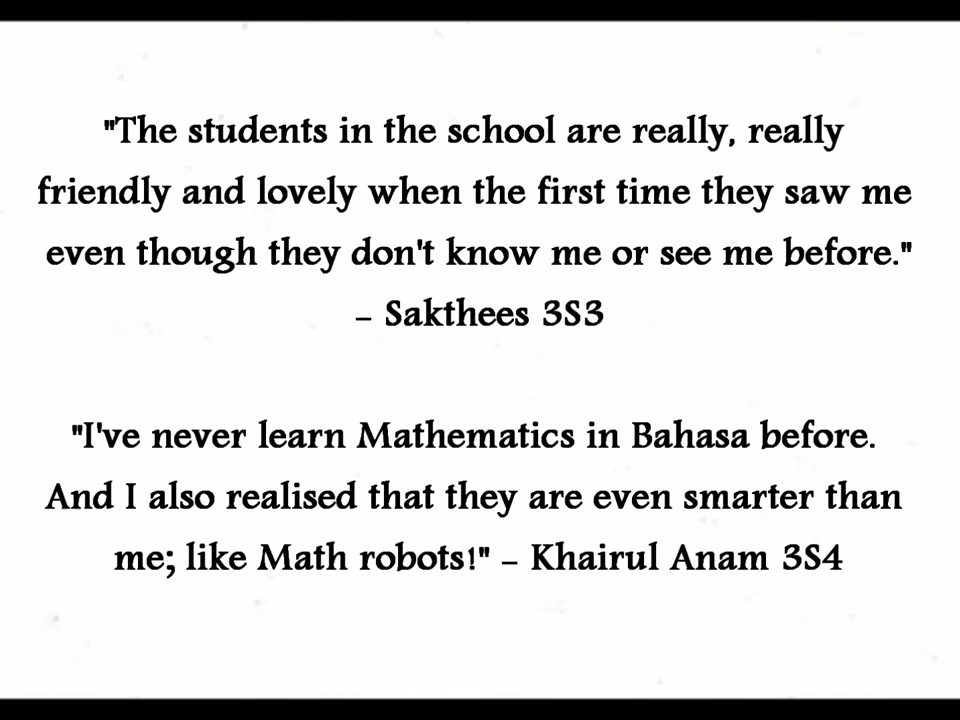 "The students in the school are really, really
friendly and lovely when the first time they saw me
even though they don't know me or see me before."
– Sakthees 3S3
"I've never learn Mathematics in Bahasa before.
And I also realised that they are even smarter than
me; like Math robots!" – Khairul Anam 3S4